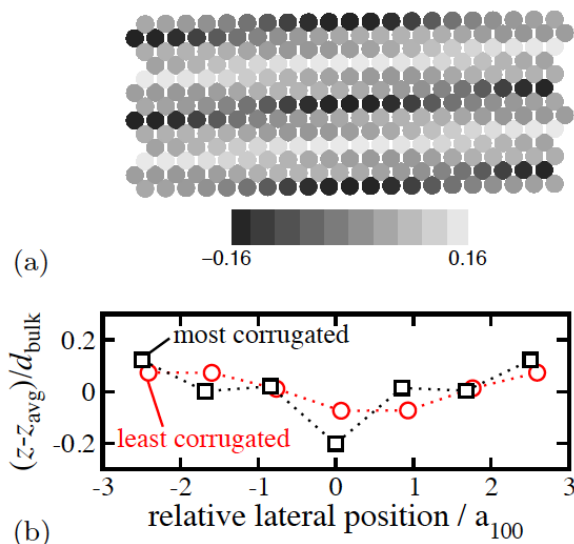 (a)
−0.16 0.16
(b)
(z-z_avg)/d_bulk
0.2
0
-0.2
most corrugated
least corrugated
-3 -2 -1 0 1 2 3
relative lateral position / a_100